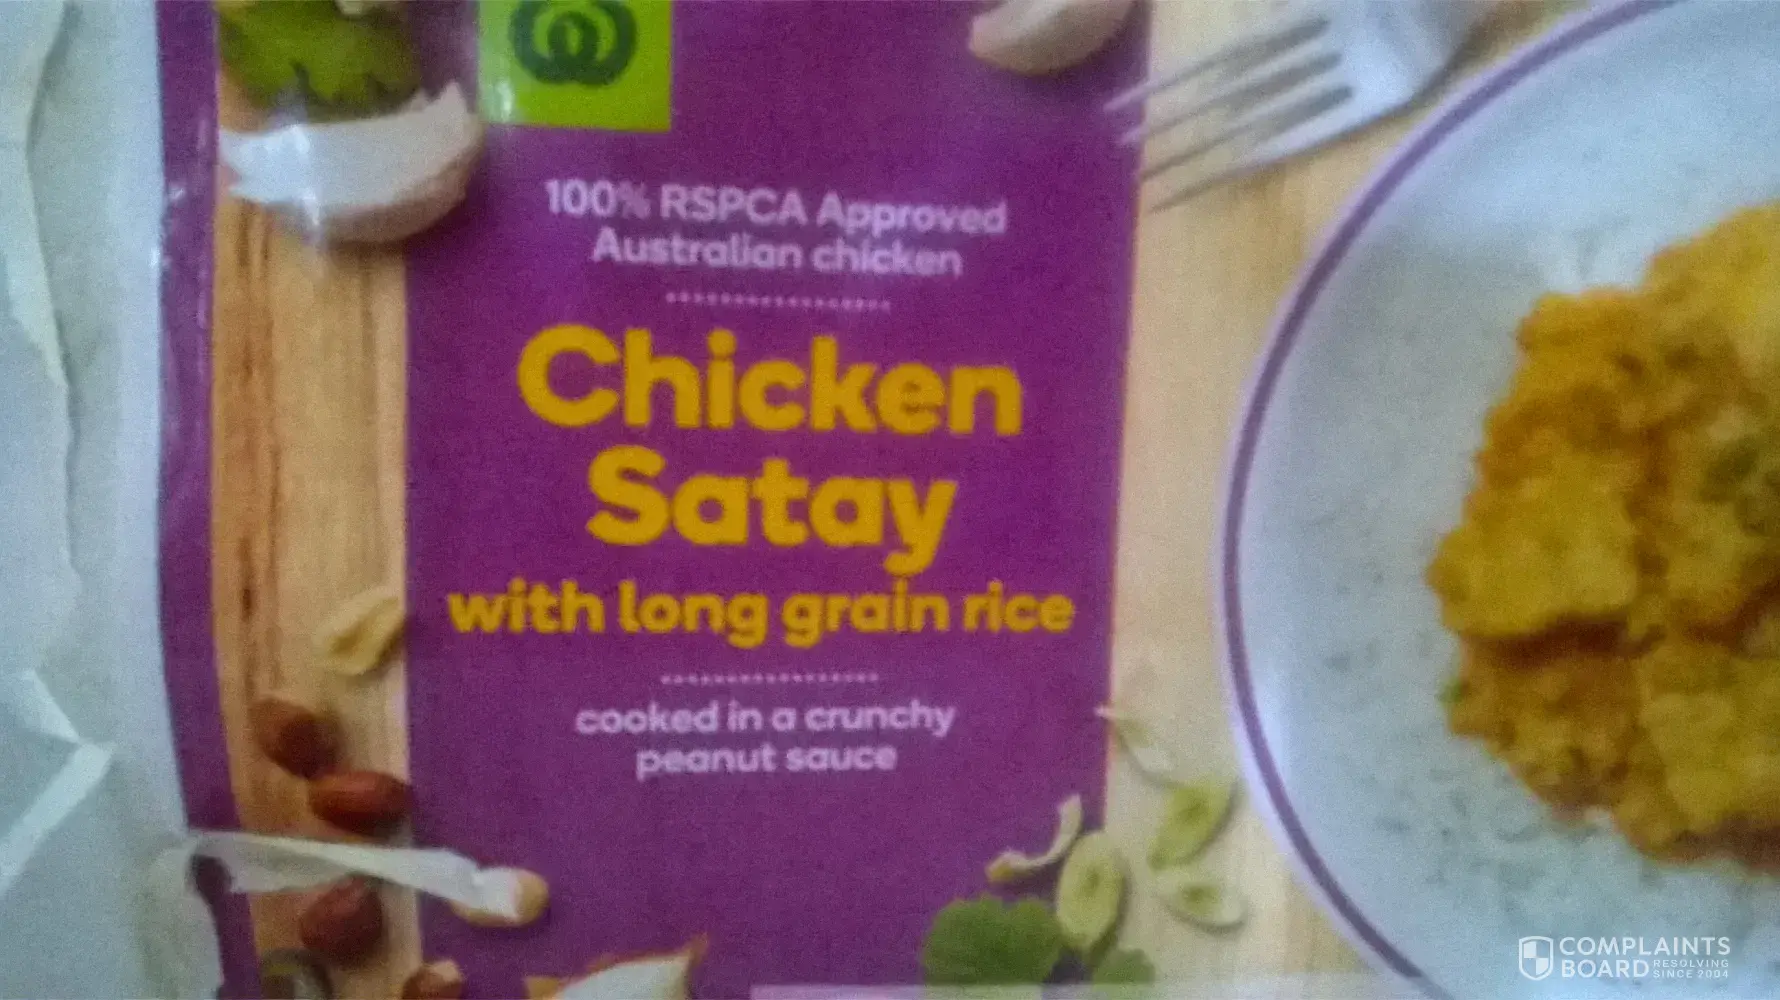 100% RSPCA Approved
Australian chicken
Chicken
Satay
with long grain rice
cooked in a crunchy
peanut sauce
COMPLAINTS
BOARD RESOLVING
SINCE 2004